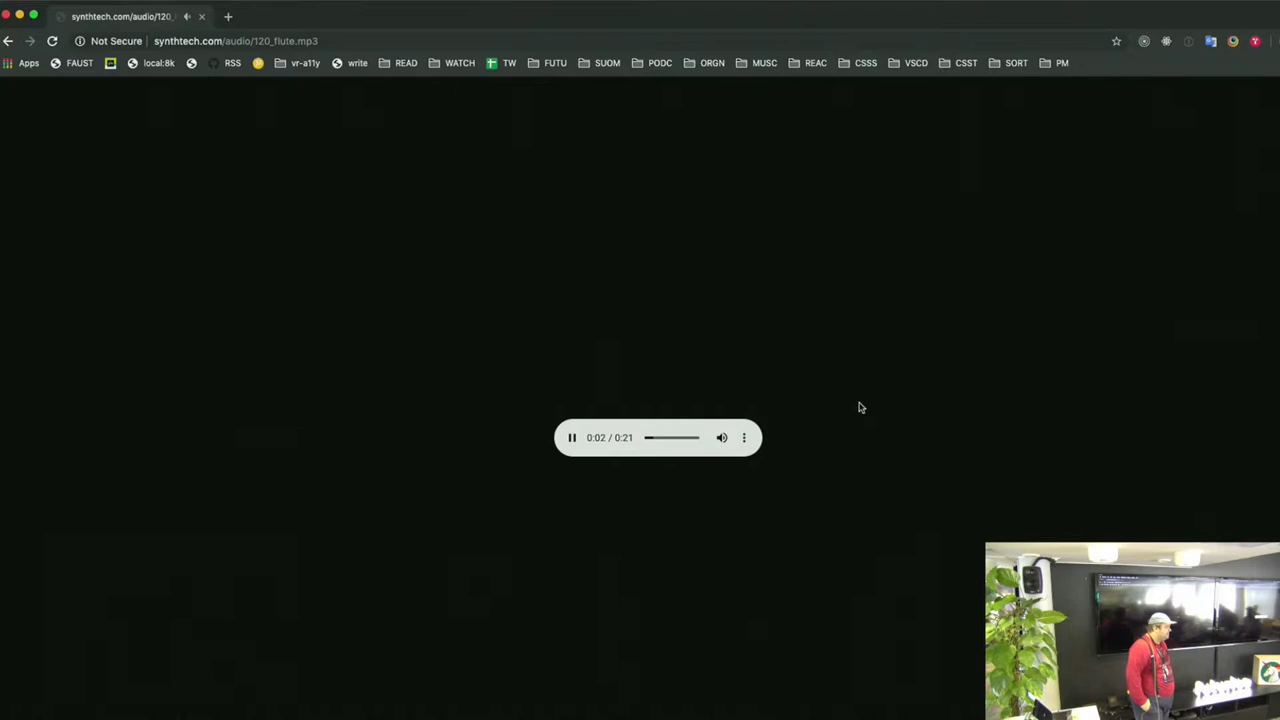 synthtech.com/audio/120_
Not Secure synthtech.com/audio/120_flute.mp3
Apps FAUST local:8k RSS vr-a11y write READ WATCH TW FUTU SUOM PODC ORGN MUSC REAC CSSS VSCD CSST SORT PM
0:02 / 0:21